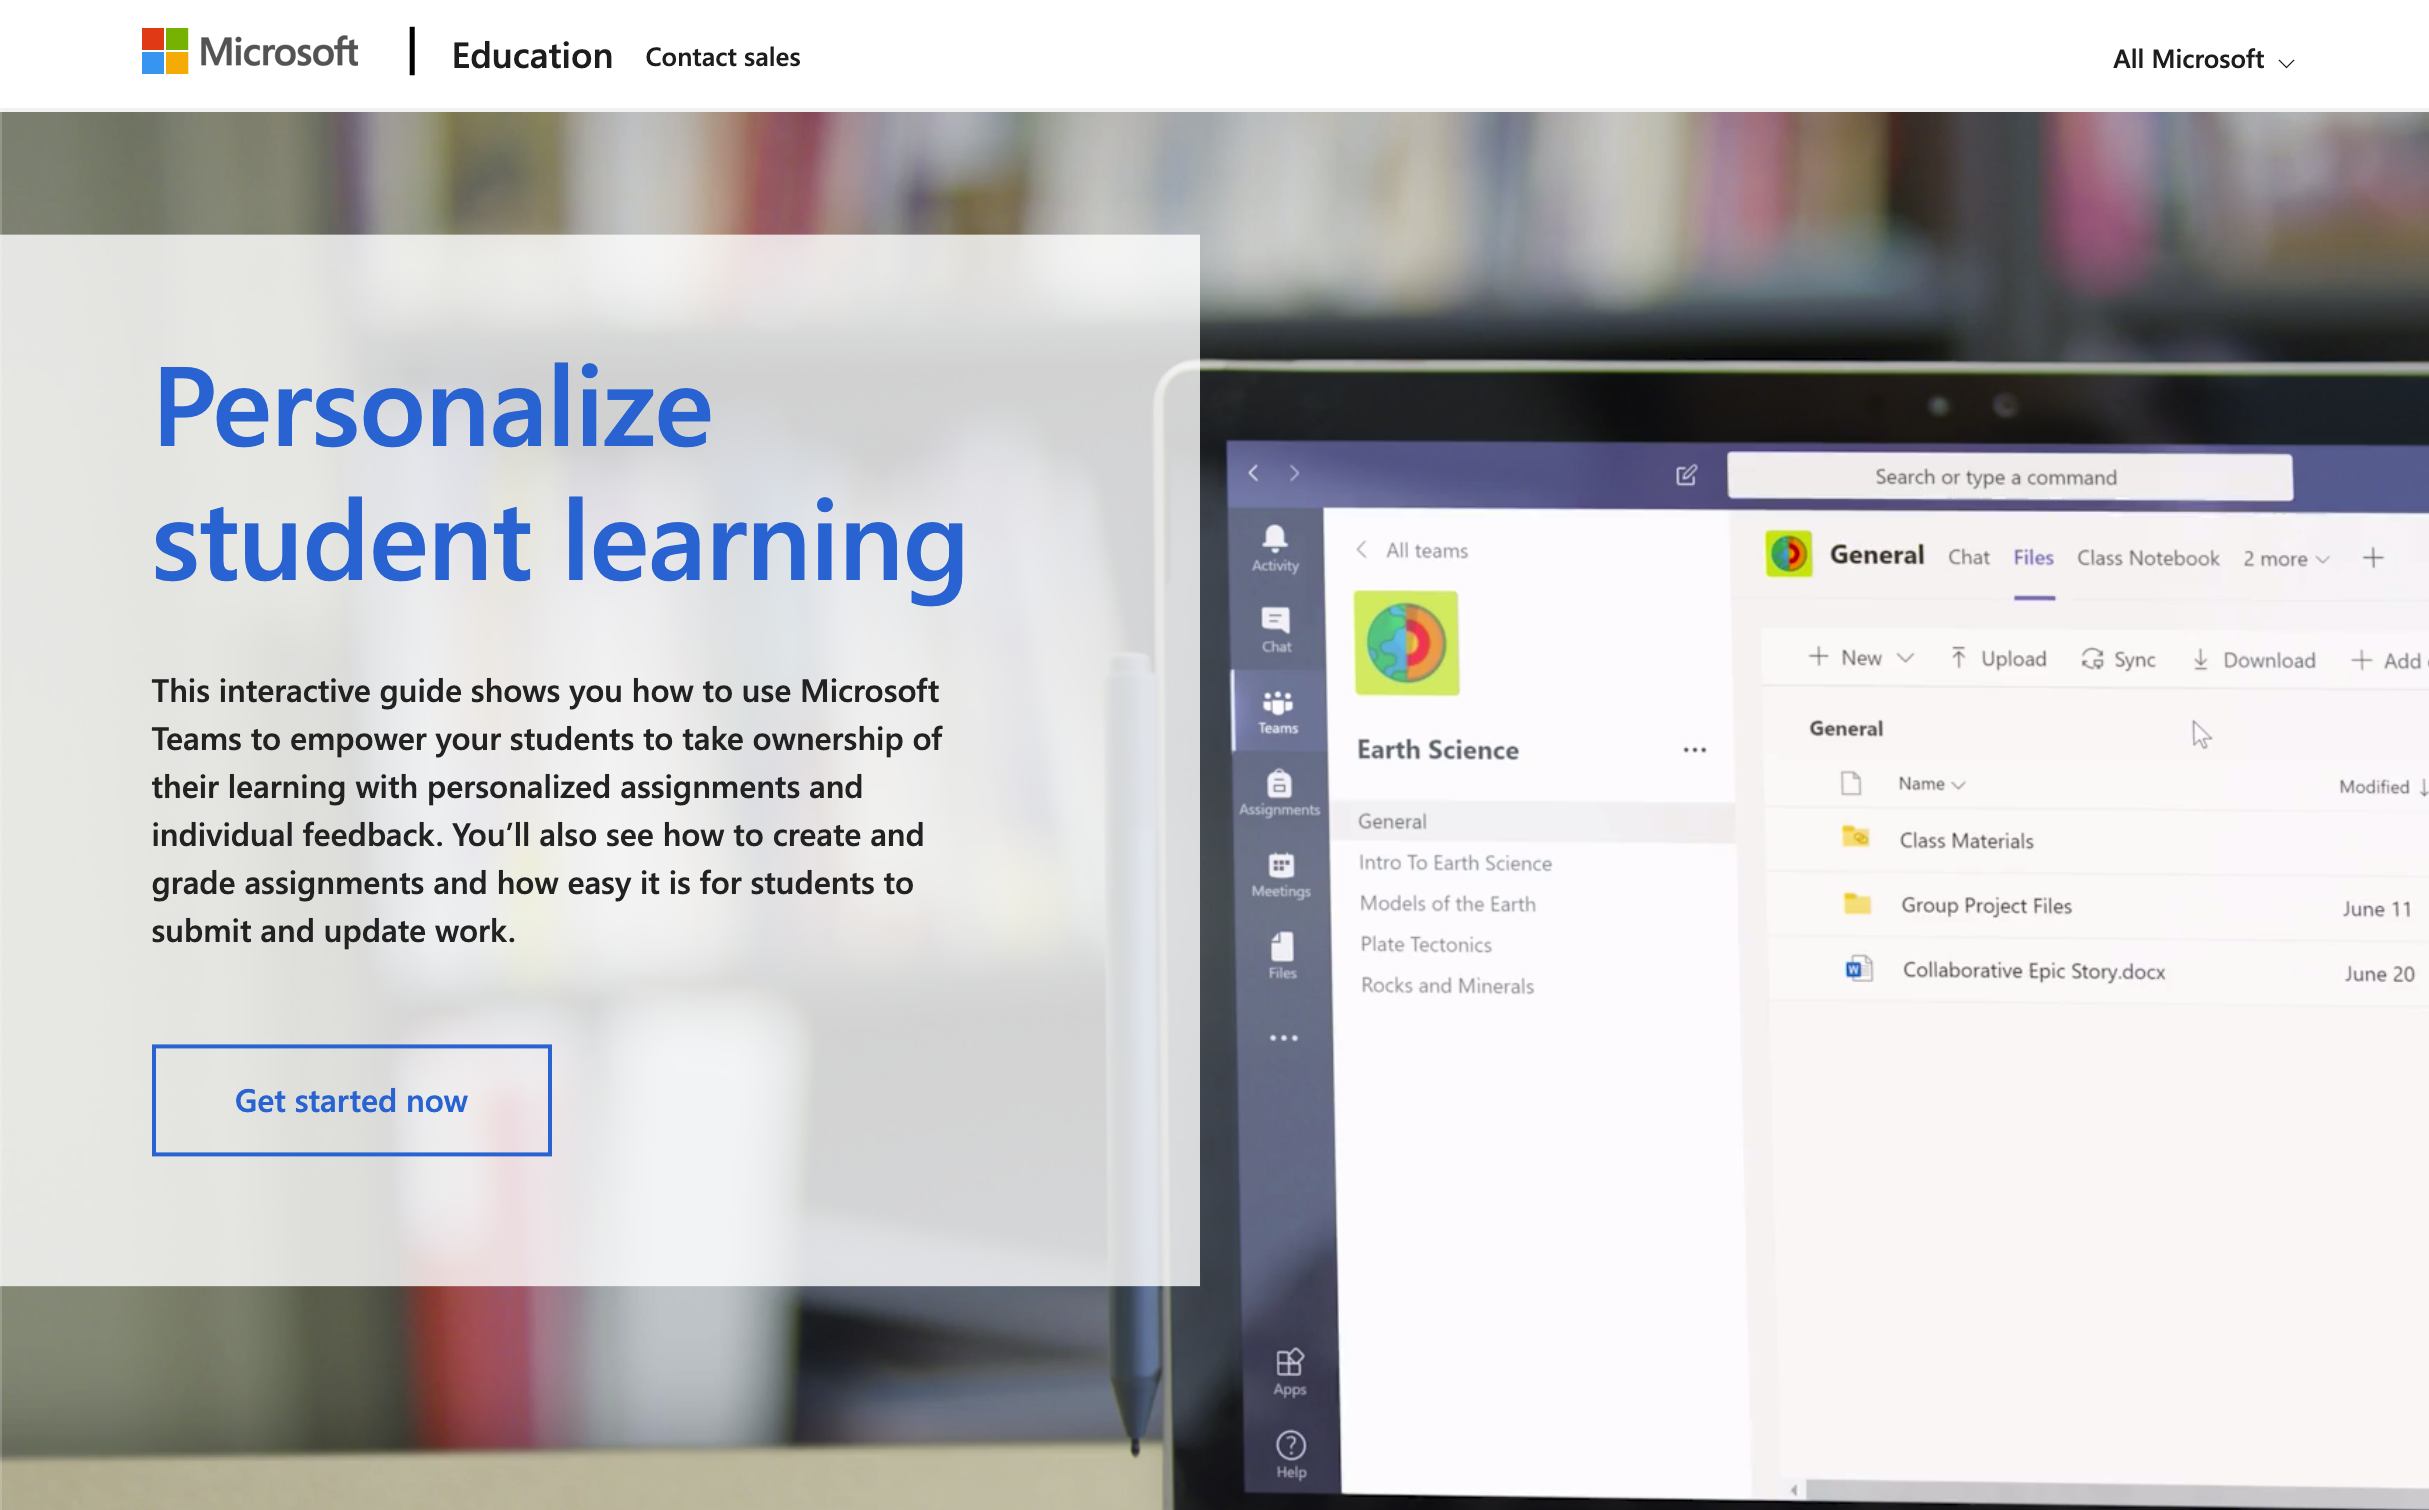 Microsoft
Education
Contact sales
All Microsoft
Personalize
student learning
This interactive guide shows you how to use Microsoft
Teams to empower your students to take ownership of
their learning with personalized assignments and
individual feedback. You’ll also see how to create and
grade assignments and how easy it is for students to
submit and update work.
Get started now
Search or type a command
Activity
Chat
Teams
Assignments
Meetings
Files
Apps
Help
All teams
Earth Science
General
Intro To Earth Science
Models of the Earth
Plate Tectonics
Rocks and Minerals
General Chat Files Class Notebook 2 more
New Upload Sync Download Add
General
Name Modified
Class Materials
Group Project Files June 11
Collaborative Epic Story.docx June 20